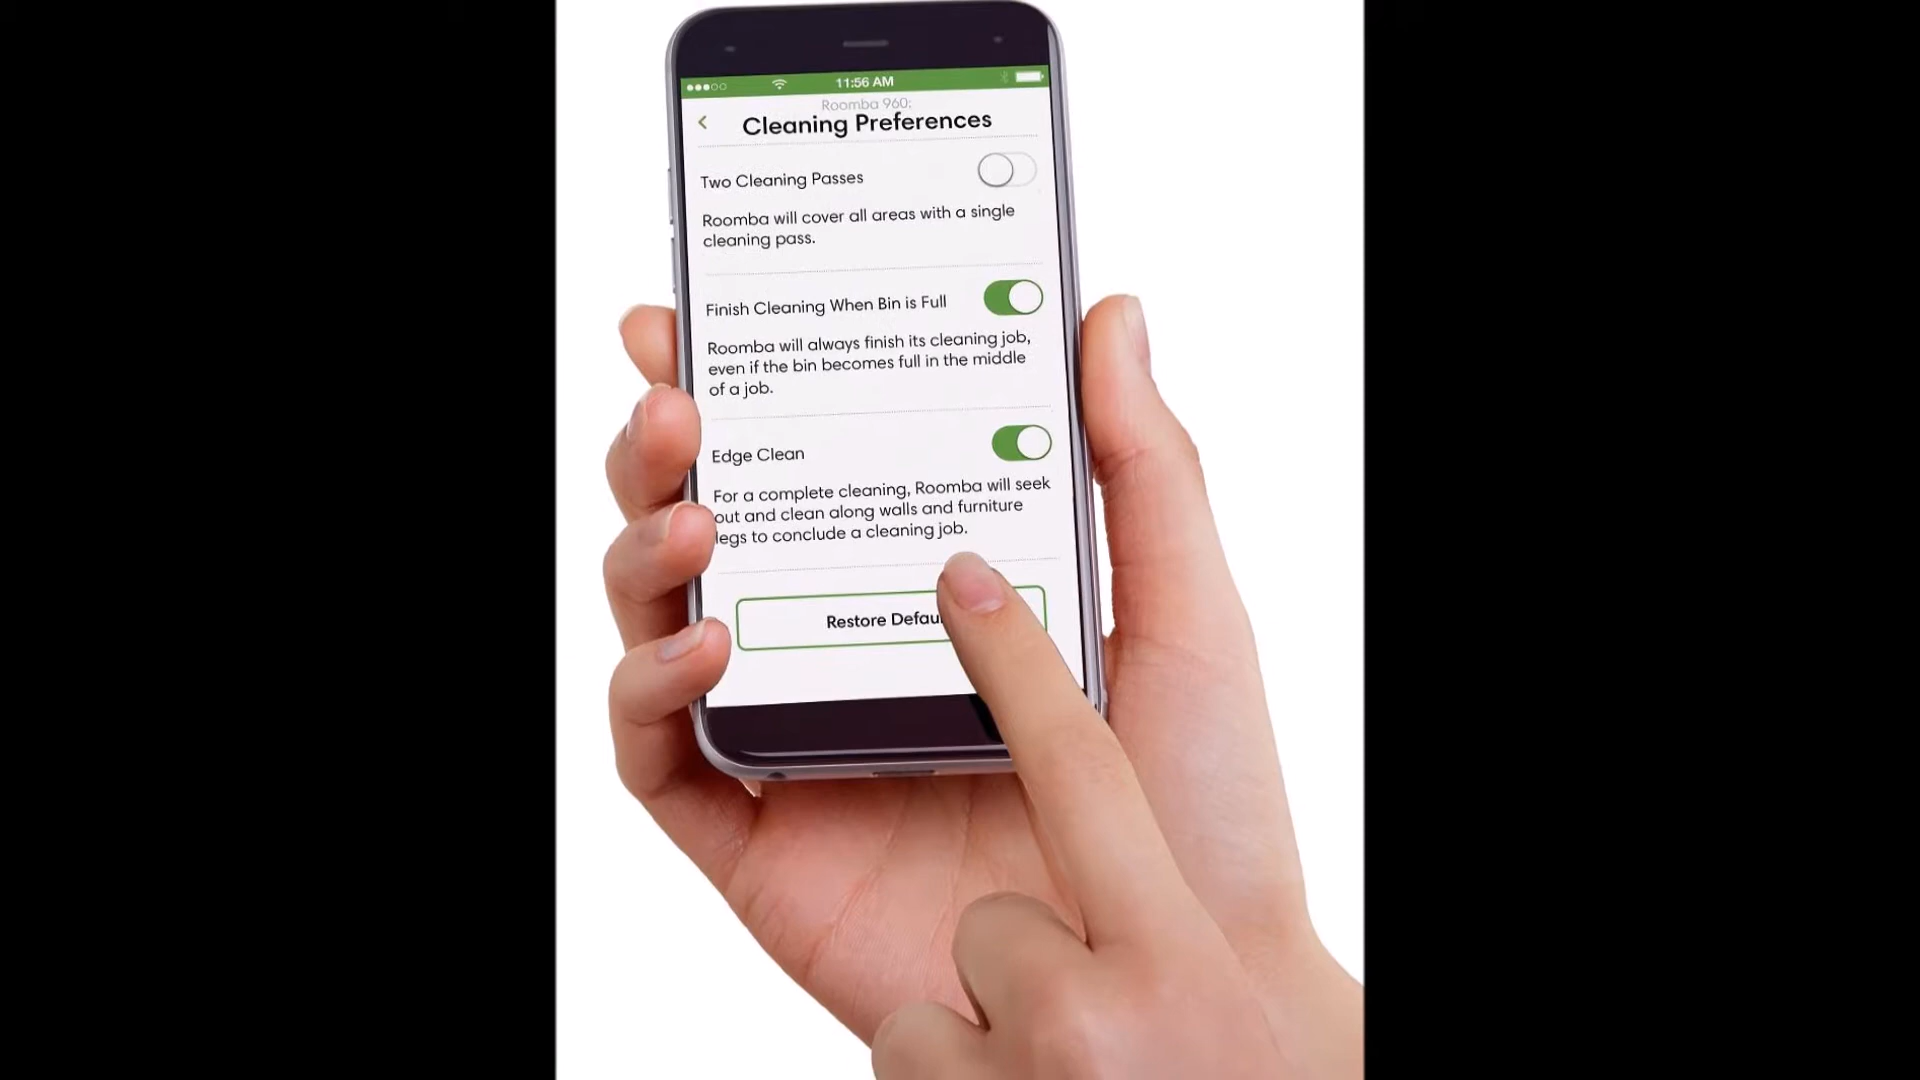 11:56 AM
Roomba 960:
Cleaning Preferences
Two Cleaning Passes
Roomba will cover all areas with a single
cleaning pass.
Finish Cleaning When Bin is Full
Roomba will always finish its cleaning job,
even if the bin becomes full in the middle
of a job.
Edge Clean
For a complete cleaning, Roomba will seek
out and clean along walls and furniture
legs to conclude a cleaning job.
Restore